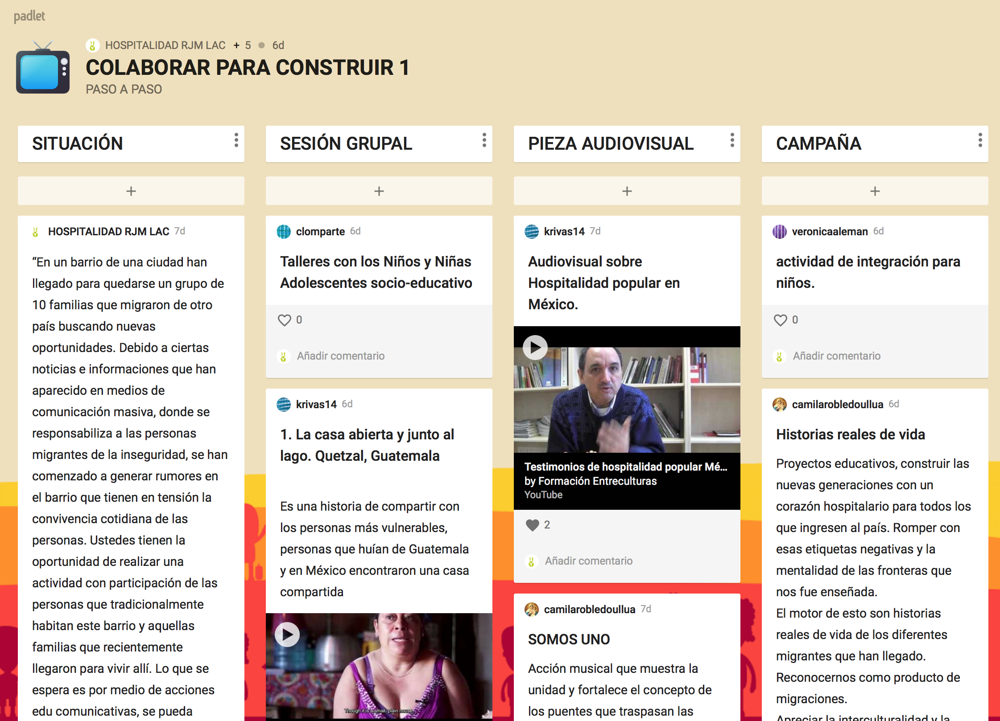 padlet
HOSPITALIDAD RJM LAC + 5 6d
COLABORAR PARA CONSTRUIR 1
PASO A PASO
SITUACIÓN
+
HOSPITALIDAD RJM LAC 7d
“En un barrio de una ciudad han
llegado para quedarse un grupo de
10 familias que migraron de otro
país buscando nuevas
oportunidades. Debido a ciertas
noticias e informaciones que han
aparecido en medios de
comunicación masiva, donde se
responsabiliza a las personas
migrantes de la inseguridad, se han
comenzado a generar rumores en
el barrio que tienen en tensión la
convivencia cotidiana de las
personas. Ustedes tienen la
oportunidad de realizar una
actividad con participación de las
personas que tradicionalmente
habitan este barrio y aquellas
familias que recientemente
llegaron para vivir allí. Lo que se
espera es por medio de acciones
edu comunicativas, se pueda
SESIÓN GRUPAL
+
clomparte 6d
Talleres con los Niños y Niñas
Adolescentes socio-educativo
0
Añadir comentario
krivas14 6d
1. La casa abierta y junto al
lago. Quetzal, Guatemala
Es una historia de compartir con
los personas más vulnerables,
personas que huían de Guatemala
y en México encontraron una casa
compartida
Though it is a small, plain house,
PIEZA AUDIOVISUAL
+
krivas14 7d
Audiovisual sobre
Hospitalidad popular en
México.
Testimonios de hospitalidad popular Mé...
by Formación Entreculturas
YouTube
2
Añadir comentario
camilarobledoullua 7d
SOMOS UNO
Acción musical que muestra la
unidad y fortalece el concepto de
los puentes que traspasan las
CAMPAÑA
+
veronicaaleman 6d
actividad de integración para
niños.
0
Añadir comentario
camilarobledoullua 6d
Historias reales de vida
Proyectos educativos, construir las
nuevas generaciones con un
corazón hospitalario para todos los
que ingresen al país. Romper con
esas etiquetas negativas y la
mentalidad de las fronteras que
nos fue enseñada.
El motor de esto son historias
reales de vida de los diferentes
migrantes que han llegado.
Reconocernos como producto de
migraciones.
Apreciar la interculturalidad y la